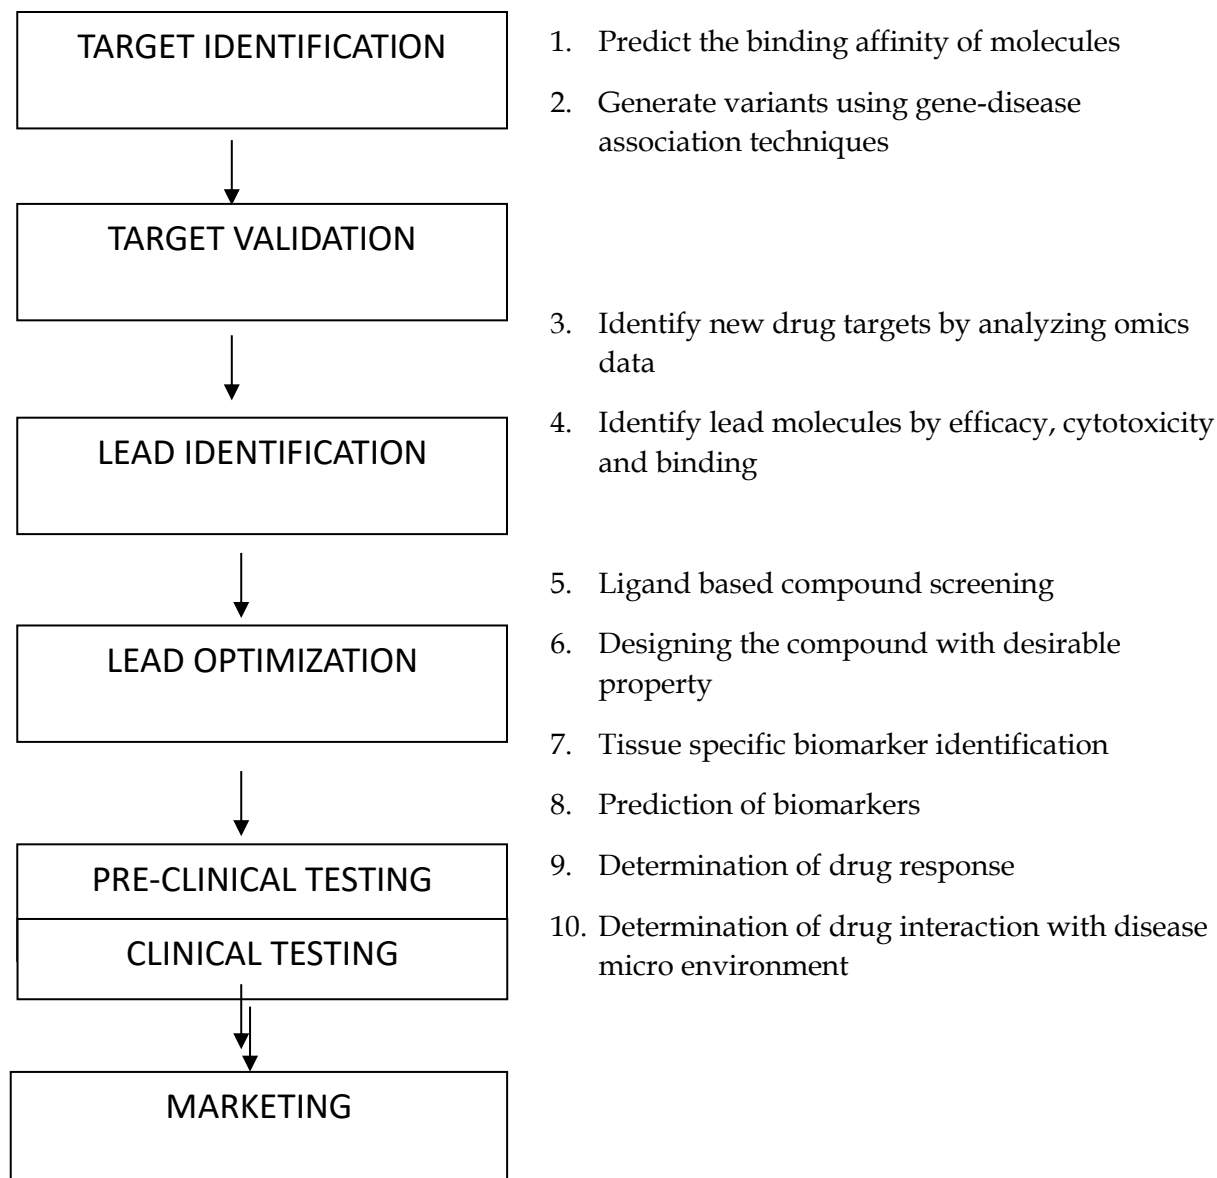 TARGET IDENTIFICATION
1. Predict the binding affinity of molecules
2. Generate variants using gene-disease
association techniques
TARGET VALIDATION
3. Identify new drug targets by analyzing omics
data
LEAD IDENTIFICATION
4. Identify lead molecules by efficacy, cytotoxicity
and binding
5. Ligand based compound screening
LEAD OPTIMIZATION
6. Designing the compound with desirable
property
7. Tissue specific biomarker identification
8. Prediction of biomarkers
PRE-CLINICAL TESTING
9. Determination of drug response
CLINICAL TESTING
10. Determination of drug interaction with disease
micro environment
MARKETING